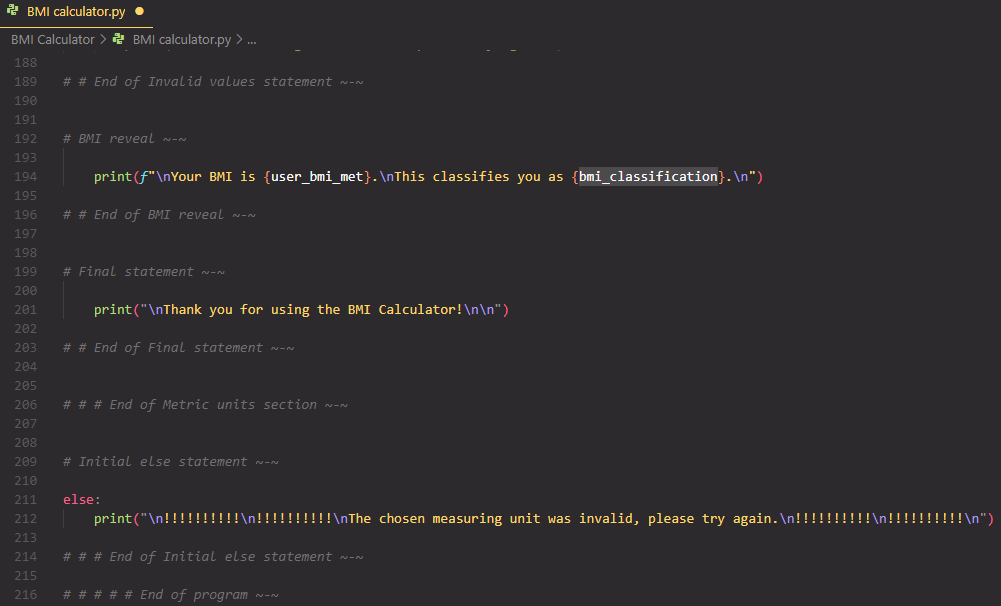 BMI calculator.py
BMI Calculator > BMI calculator.py > ...
188
189 # # End of Invalid values statement ~-~
190
191
192 # BMI reveal ~-~
193
194 print(f"\nYour BMI is {user_bmi_met}.\nThis classifies you as {bmi_classification}.\n")
195
196 # # End of BMI reveal ~-~
197
198
199 # Final statement ~-~
200
201 print("\nThank you for using the BMI Calculator!\n\n")
202
203 # # End of Final statement ~-~
204
205
206 # # # End of Metric units section ~-~
207
208
209 # Initial else statement ~-~
210
211 else:
212 print("\n!!!!!!!!!!\n!!!!!!!!!!\nThe chosen measuring unit was invalid, please try again.\n!!!!!!!!!!\n!!!!!!!!!!\n")
213
214 # # # End of Initial else statement ~-~
215
216 # # # # # End of program ~-~